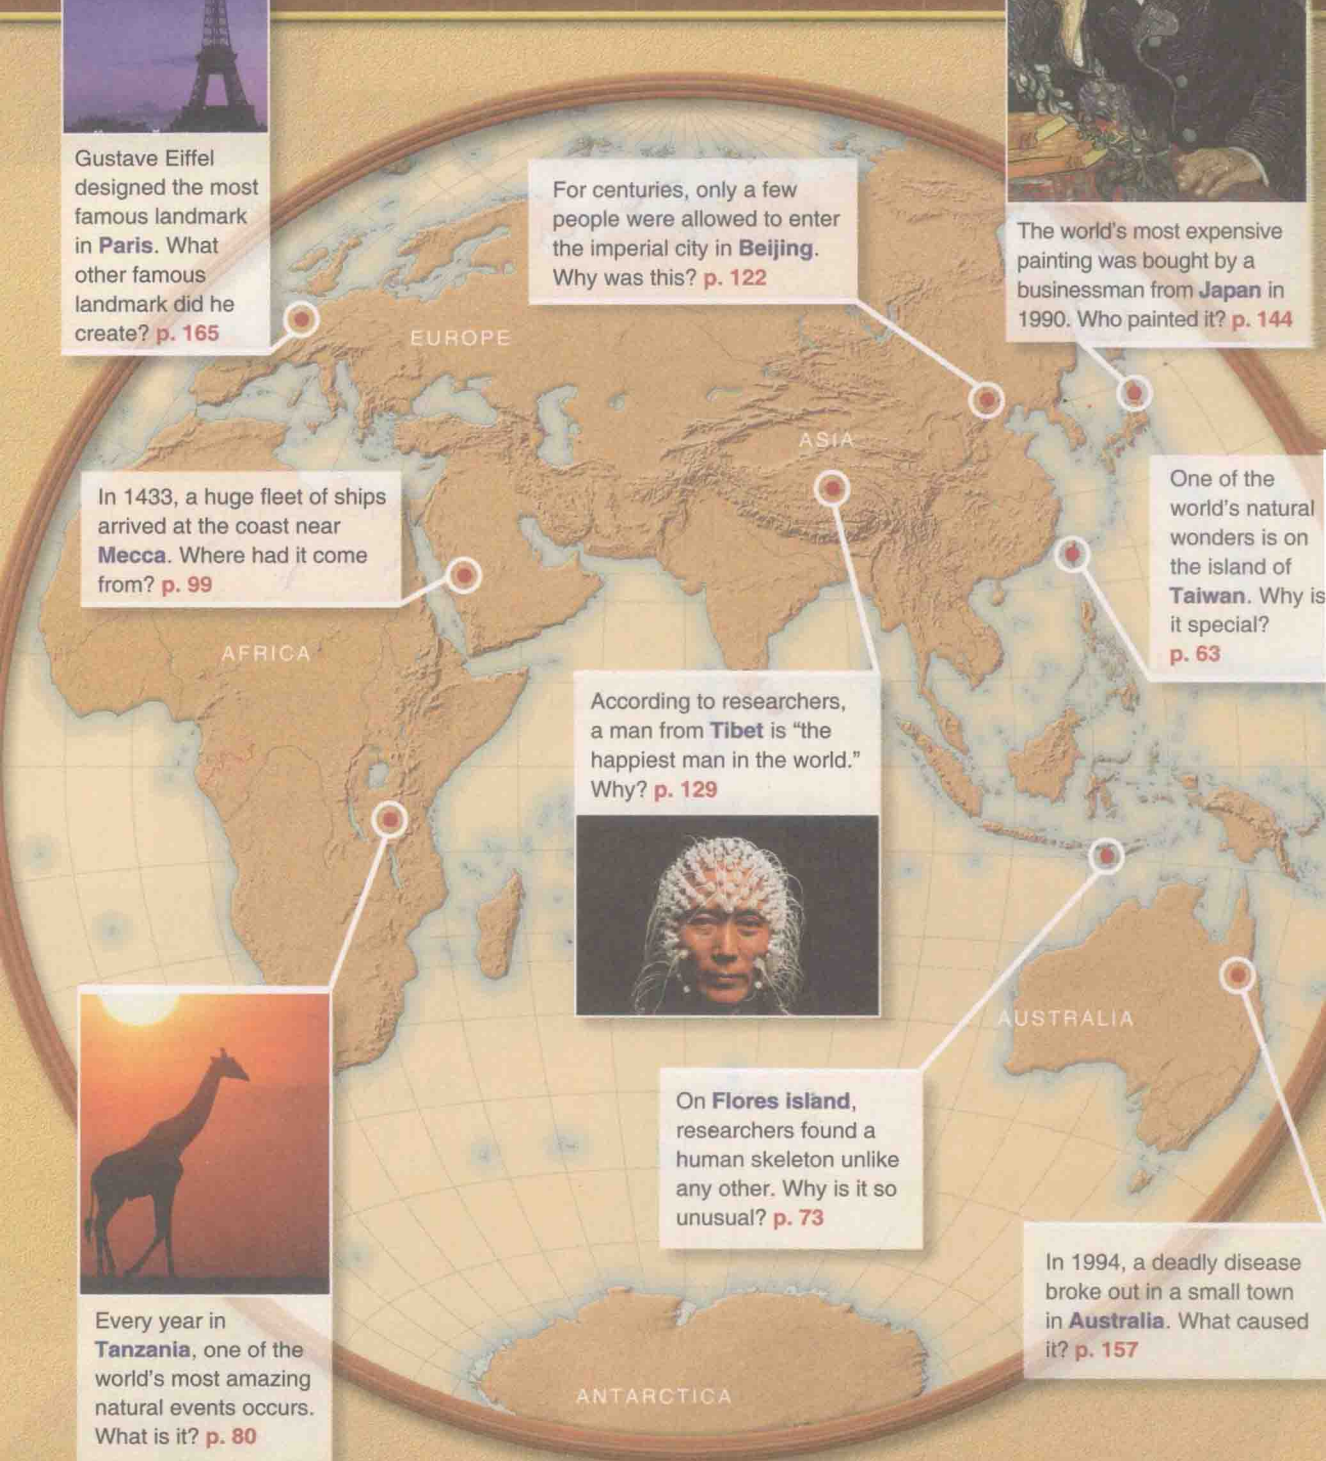 Gustave Eiffel
designed the most
famous landmark
in Paris. What
other famous
landmark did he
create? p. 165
For centuries, only a few
people were allowed to enter
the imperial city in Beijing.
Why was this? p. 122
The world's most expensive
painting was bought by a
businessman from Japan in
1990. Who painted it? p. 144
EUROPE
ASIA
In 1433, a huge fleet of ships
arrived at the coast near
Mecca. Where had it come
from? p. 99
One of the
world's natural
wonders is on
the island of
Taiwan. Why is
it special?
p. 63
AFRICA
According to researchers,
a man from Tibet is “the
happiest man in the world.”
Why? p. 129
AUSTRALIA
On Flores island,
researchers found a
human skeleton unlike
any other. Why is it so
unusual? p. 73
In 1994, a deadly disease
broke out in a small town
in Australia. What caused
it? p. 157
Every year in
Tanzania, one of the
world's most amazing
natural events occurs.
What is it? p. 80
ANTARCTICA